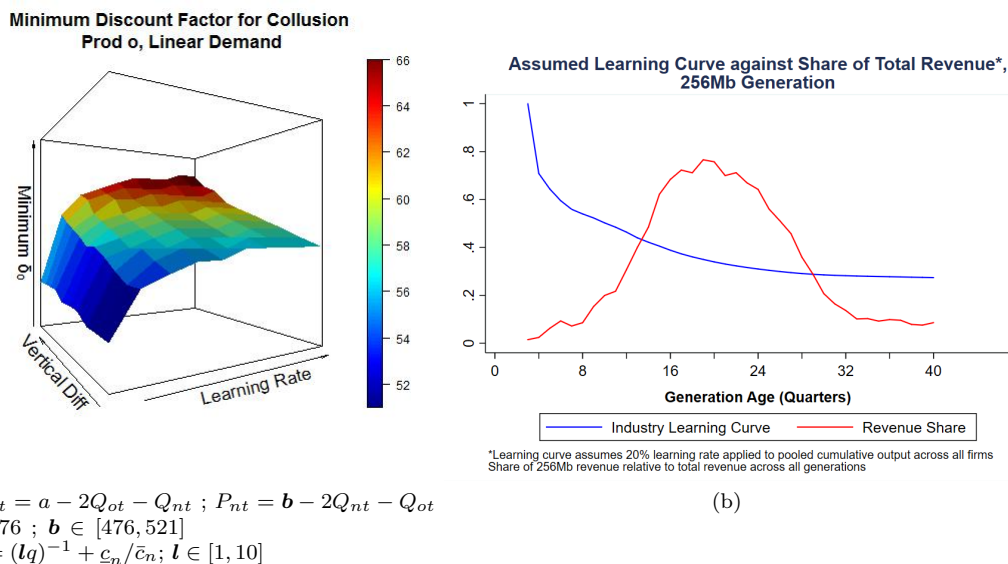 Minimum Discount Factor for Collusion
Prod o, Linear Demand
66
64
62
60
58
56
54
52
Minimum δ₀
Vertical Diff
Learning Rate
t = a − 2Qot − Qnt ; Pnt = b − 2Qnt − Qot
76 ; b ∈ [476, 521]
(lq)−1 + c̲n/c̄n; l ∈ [1, 10]
Assumed Learning Curve against Share of Total Revenue*,
256Mb Generation
1
.8
.6
.4
.2
0
0 8 16 24 32 40
Generation Age (Quarters)
Industry Learning Curve Revenue Share
*Learning curve assumes 20% learning rate applied to pooled cumulative output across all firms
Share of 256Mb revenue relative to total revenue across all generations
(b)